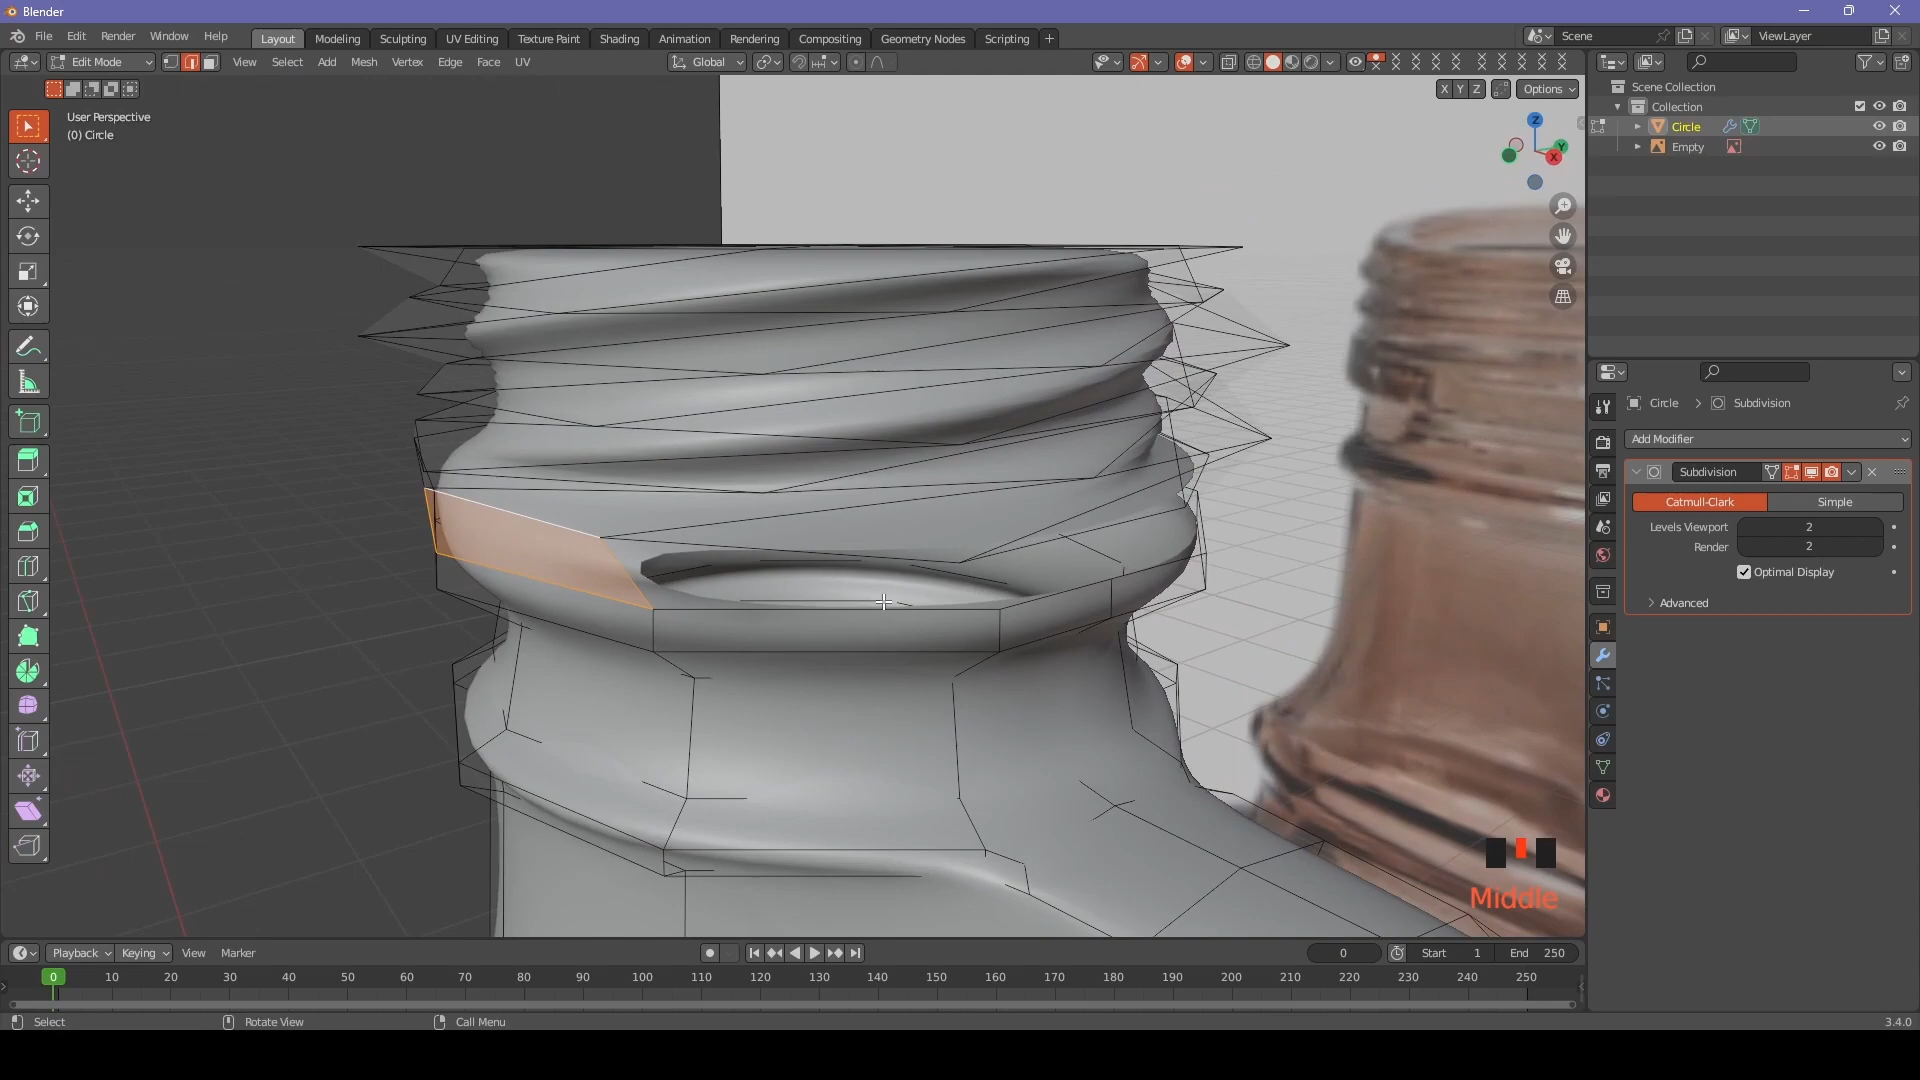 Blender
File Edit Render Window Help
Layout Modeling Sculpting UV Editing Texture Paint Shading Animation Rendering Compositing Geometry Nodes Scripting +
Scene
ViewLayer
Edit Mode
View Select Add Mesh Vertex Edge Face UV
Global
X Y Z
Options
User Perspective
(0) Circle
Z
Y
X
Scene Collection
Collection
Circle
Empty
Circle > Subdivision
Add Modifier
Subdivision
Catmull-Clark
Simple
Levels Viewport 2
Render 2
Optimal Display
Advanced
Middle
Playback Keying View Marker
0
Start 1
End 250
0 10 20 30 40 50 60 70 80 90 100 110 120 130 140 150 160 170 180 190 200 210 220 230 240 250
Select
Rotate View
Call Menu
3.4.0